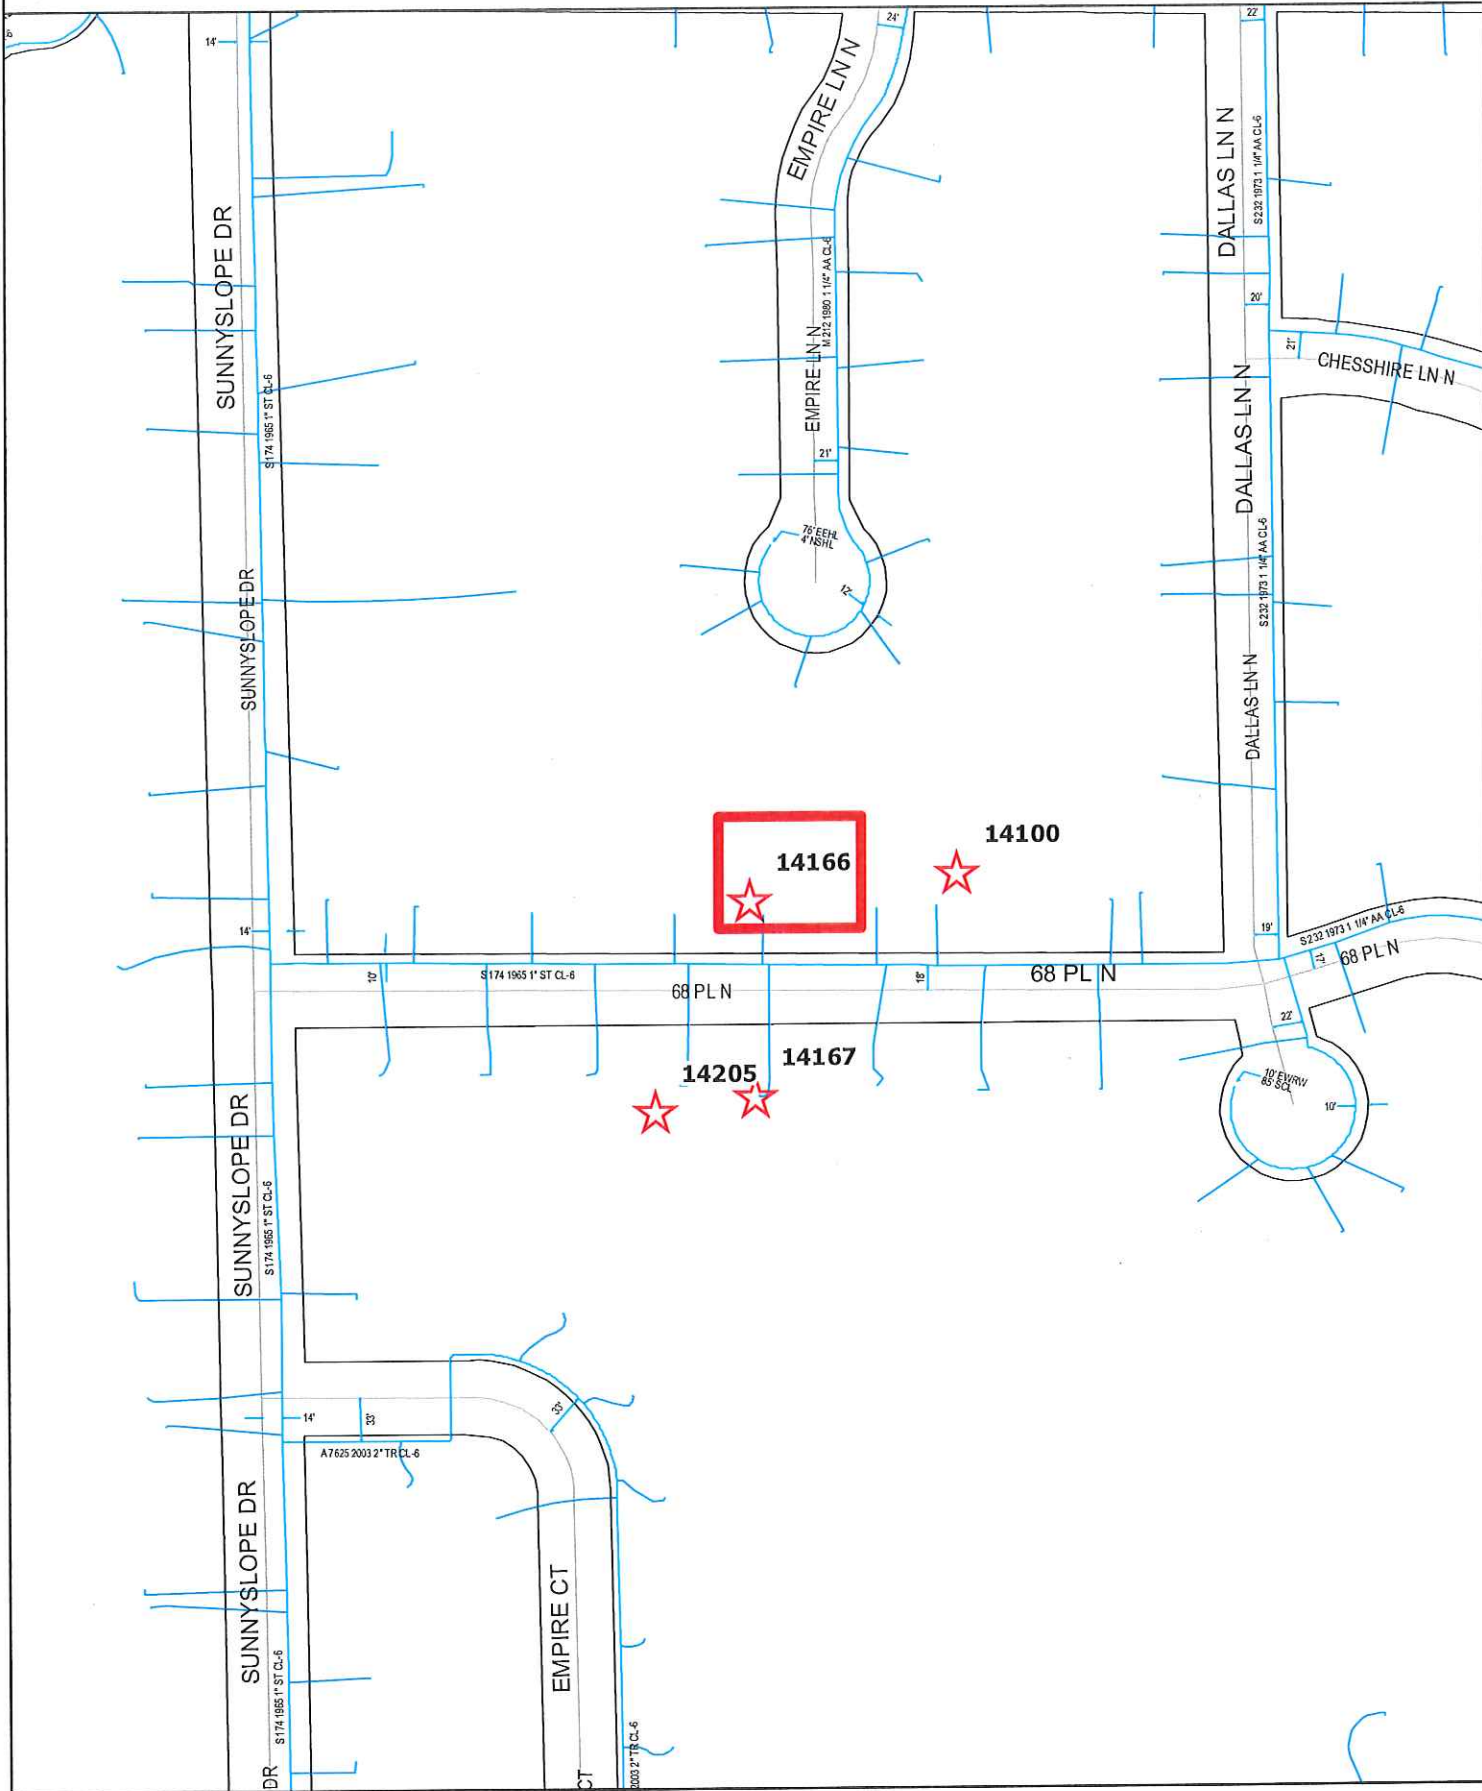 6'
14'
24'
22'
EMPIRE LN N
DALLAS LN N
S232 1973 1 1/4" AA CL-6
SUNNYSLOPE DR
M 212 1980 1 1/4" AA CL-6
EMPIRE LN N
20'
21'
CHESSHIRE LN N
S174 1965 1" ST CL-6
DALLAS LN N
21'
76' EEHL
4' NSHL
12'
S232 1973 1 1/4" AA CL-6
SUNNYSLOPE DR
DALLAS LN N
14166
14100
14'
19'
S232 1973 1 1/4" AA CL-6
17'
68 PL N
10'
S174 1965 1" ST CL-6
68 PL N
18'
68 PL N
22'
14205
14167
10' EWRW
85' SCL
10'
SUNNYSLOPE DR
S174 1965 1" ST CL-6
14'
33'
33'
A7625 2003 2" TR CL-6
SUNNYSLOPE DR
EMPIRE CT
S174 1965 1" ST CL-6
2003 2" TR CL-6
DR
CT